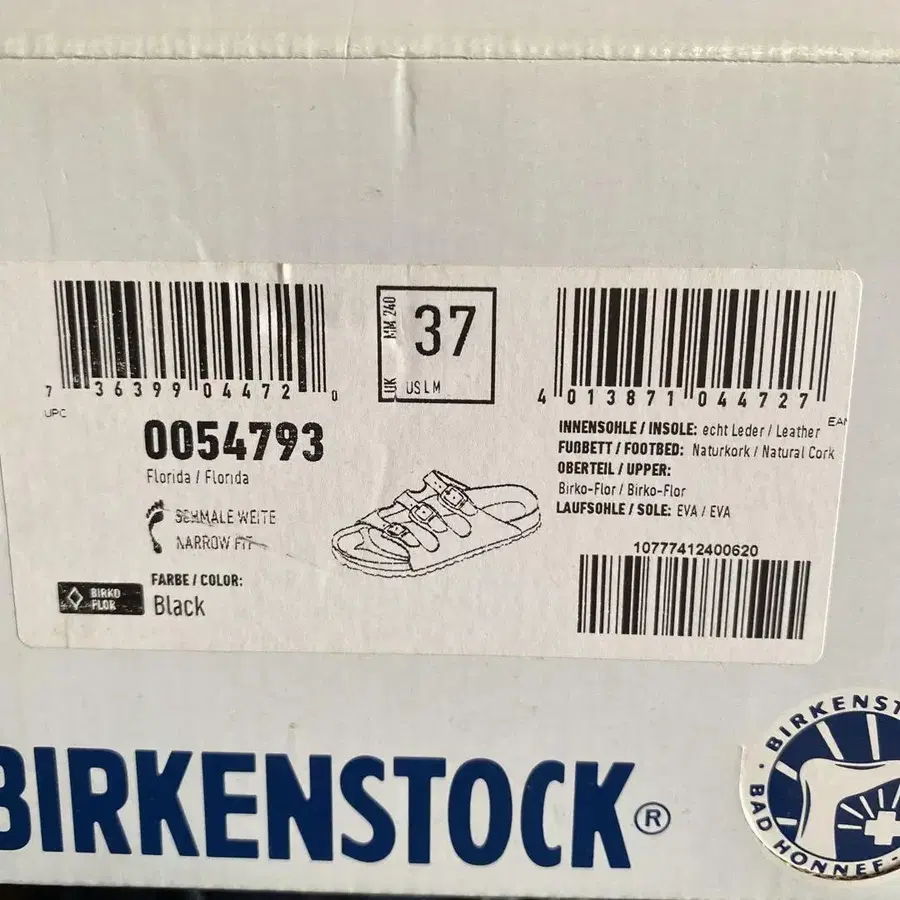 7 36399 04472 0
UPC
MM 240
37
UK
US L M
4 013871 044727
EAN
0054793
Florida / Florida
SCHMALE WEITE
NARROW FIT
BIRKO
FLOR
FARBE / COLOR:
Black
INNENSOHLE / INSOLE: echt Leder / Leather
FUßBETT / FOOTBED: Naturkork / Natural Cork
OBERTEIL / UPPER:
Birko-Flor / Birko-Flor
LAUFSOHLE / SOLE: EVA / EVA
10777412400620
BIRKENSTOCK®
BIRKENST
BAD HONNEF -